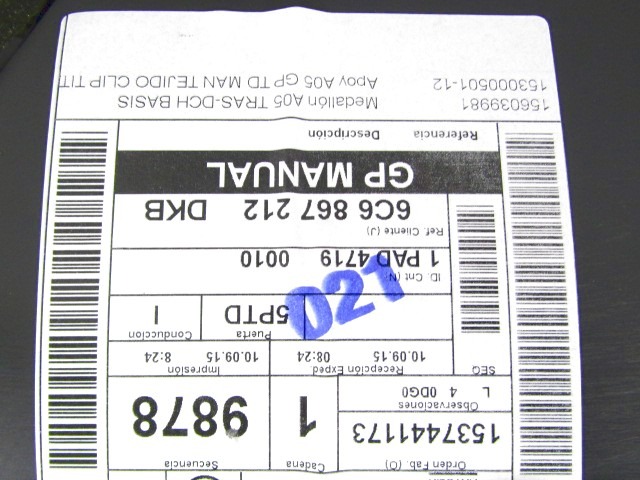 Orden Fab. (O) Cadena Secuencia
1537441173 1 9878
Observaciones
L 4 0DG0
SEQ Recepción Exped Impresión
10.09.15 08:24 10.09.15 8:24
Puerta Conduccion
5PTD I
021
ID. Cnt (N)
1 PAD 4719 0010
Ref. Cliente (J)
6C6 867 212 DKB
GP MANUAL
Referencia Descripción
156039981 Medallón A05 TRAS-DCH BASIS
153000501-12 Apoy A05 GP TD MAN TEJIDO CLIP TIT